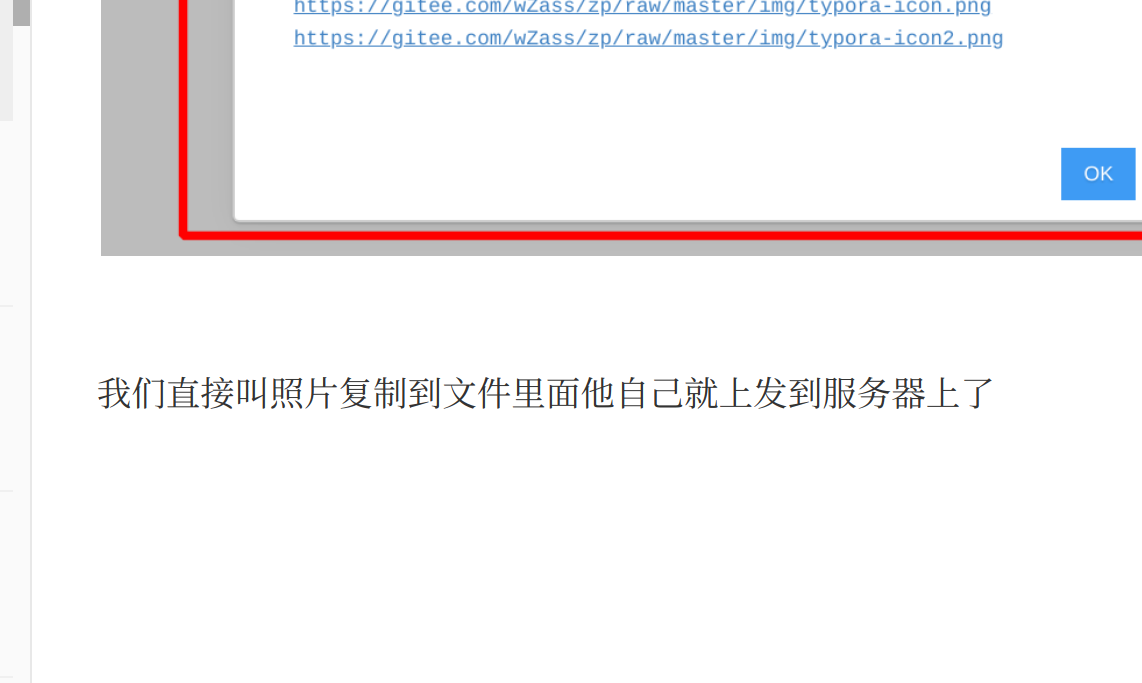 https://gitee.com/wZass/zp/raw/master/img/typora-icon.png
https://gitee.com/wZass/zp/raw/master/img/typora-icon2.png
OK
我们直接叫照片复制到文件里面他自己就上发到服务器上了